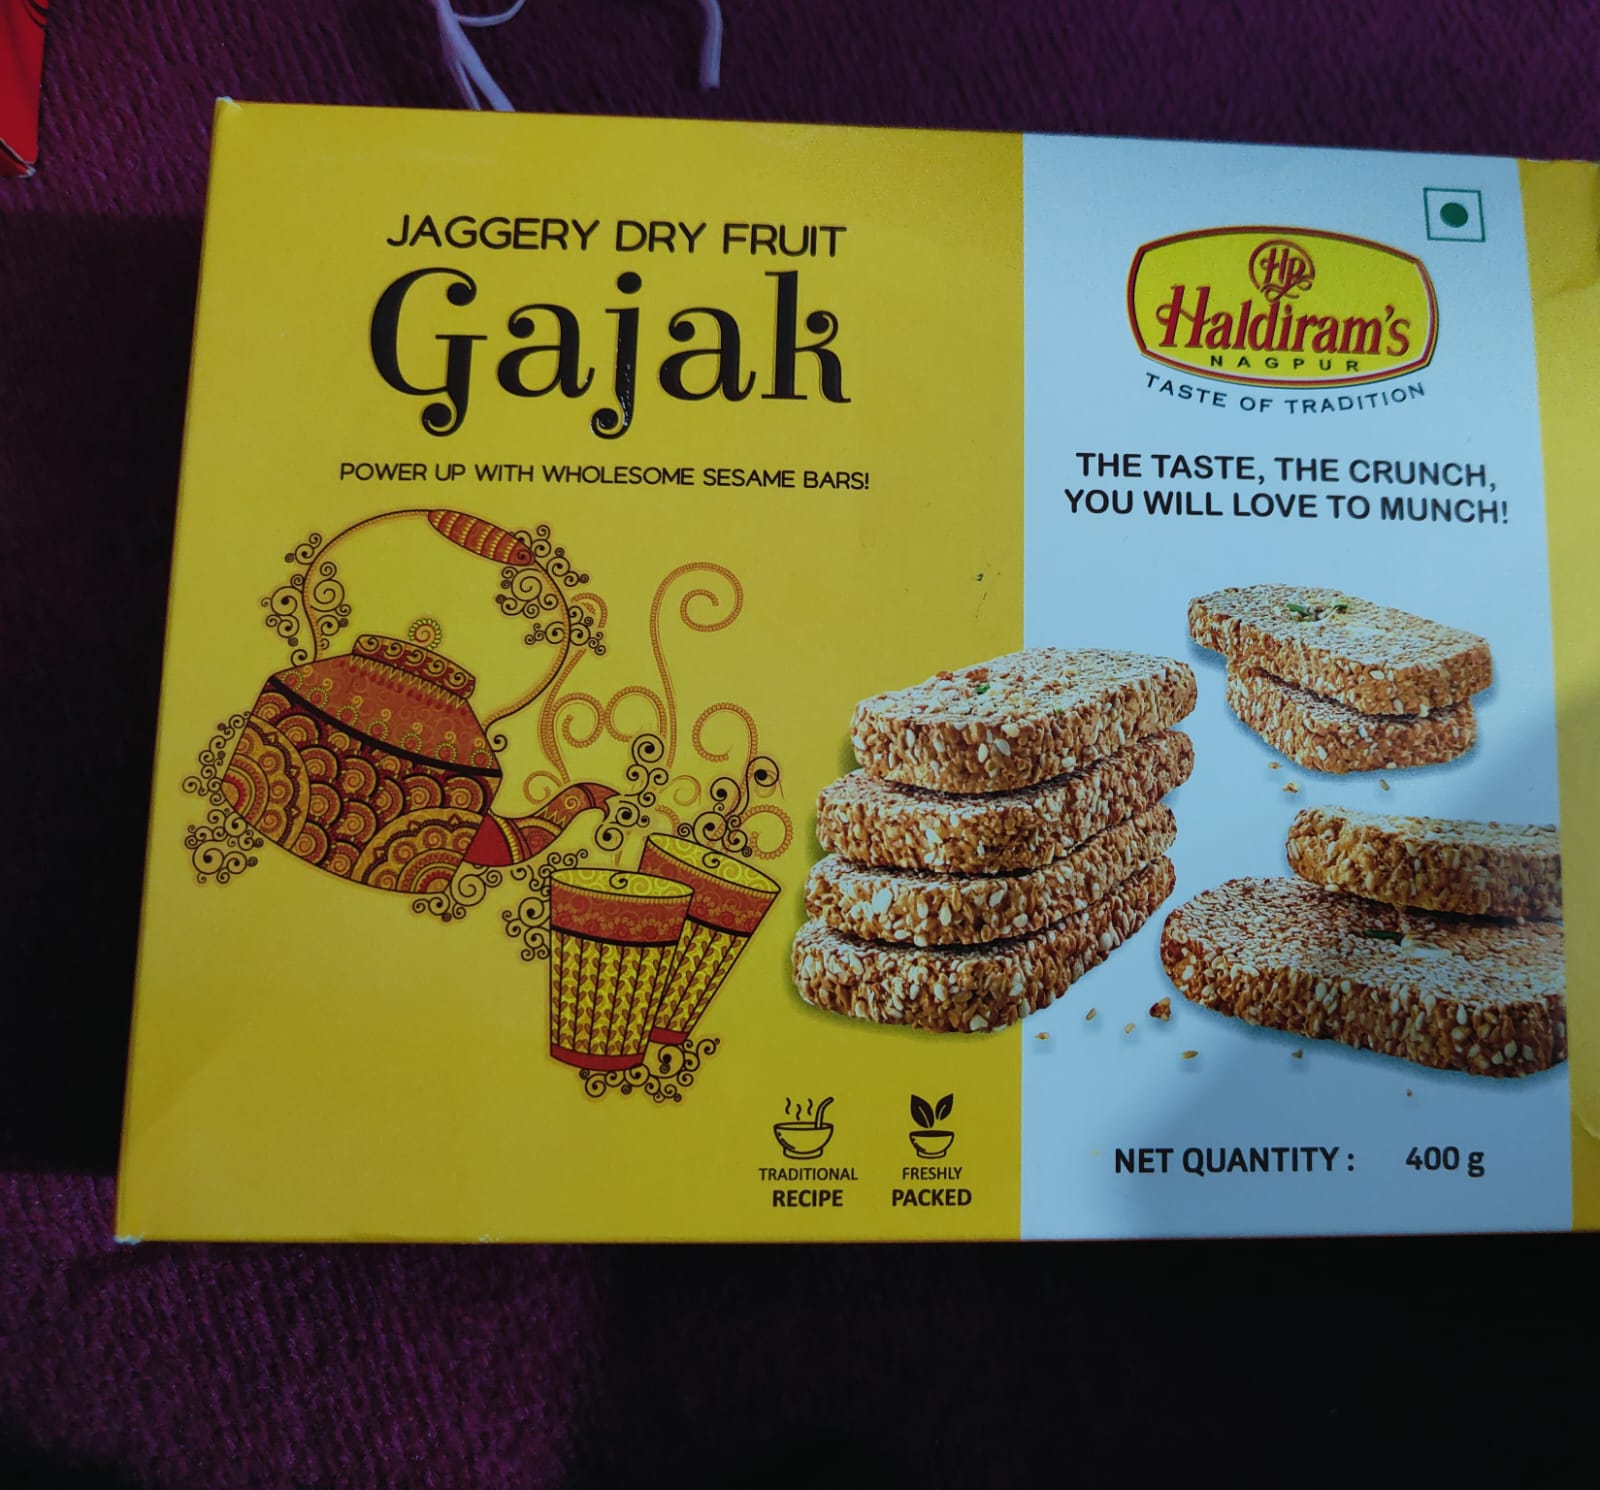 JAGGERY DRY FRUIT
Gajak
POWER UP WITH WHOLESOME SESAME BARS!
TRADITIONAL
RECIPE
FRESHLY
PACKED
HR
Haldiram's
NAGPUR
TASTE OF TRADITION
THE TASTE, THE CRUNCH,
YOU WILL LOVE TO MUNCH!
NET QUANTITY : 400 g